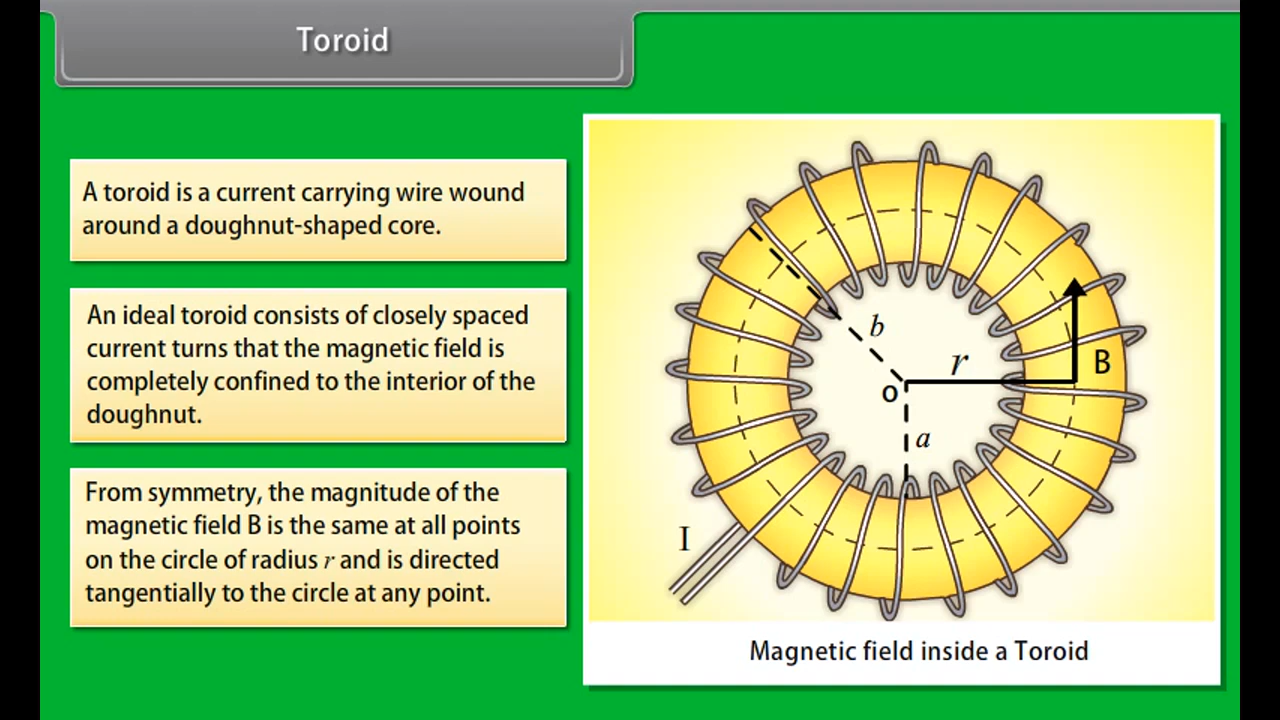 Toroid
A toroid is a current carrying wire wound
around a doughnut-shaped core.
An ideal toroid consists of closely spaced
current turns that the magnetic field is
completely confined to the interior of the
doughnut.
From symmetry, the magnitude of the
magnetic field B is the same at all points
on the circle of radius r and is directed
tangentially to the circle at any point.
b
r
B
o
a
I
Magnetic field inside a Toroid